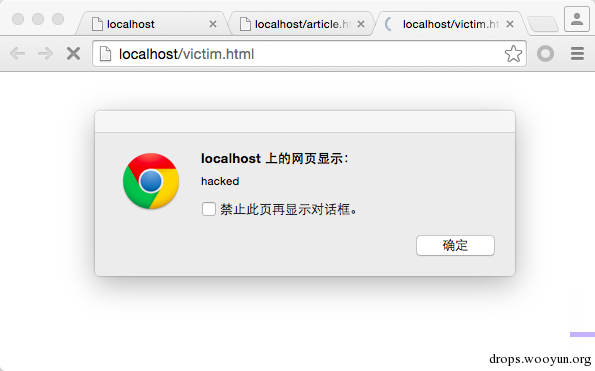 localhost
localhost/article.h
localhost/victim.ht
localhost/victim.html
localhost 上的网页显示：
hacked
禁止此页再显示对话框。
确定
drops.wooyun.org